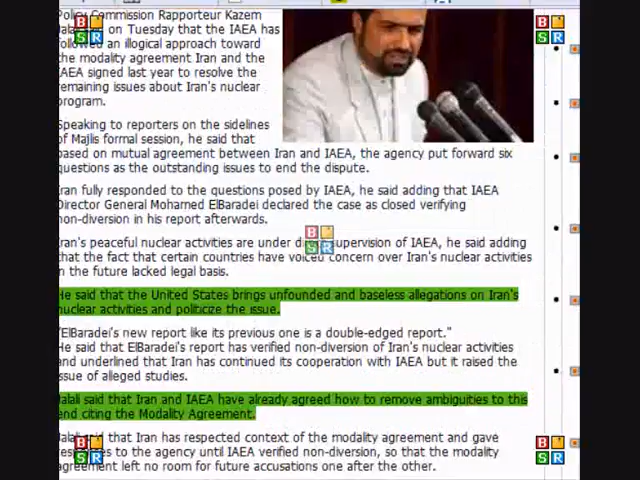 Policy Commission Rapporteur Kazem
Jalali on Tuesday that the IAEA has
followed an illogical approach toward
the modality agreement Iran and the
IAEA signed last year to resolve the
remaining issues about Iran's nuclear
program.
Speaking to reporters on the sidelines
of Majlis formal session, he said that
based on mutual agreement between Iran and IAEA, the agency put forward six
questions as the outstanding issues to end the dispute.
Iran fully responded to the questions posed by IAEA, he said adding that IAEA
Director General Mohamed ElBaradei declared the case as closed verifying
non-diversion in his report afterwards.
Iran's peaceful nuclear activities are under supervision of IAEA, he said adding
that the fact that certain countries have voiced concern over Iran's nuclear activities
in the future lacked legal basis.
He said that the United States brings unfounded and baseless allegations on Iran's
nuclear activities and politicize the issue.
"ElBaradei's new report like its previous one is a double-edged report."
He said that ElBaradei's report has verified non-diversion of Iran's nuclear activities
and underlined that Iran has continued its cooperation with IAEA but it raised the
issue of alleged studies.
Jalali said that Iran and IAEA have already agreed how to remove ambiguities to this
end citing the Modality Agreement.
Jalali said that Iran has respected context of the modality agreement and gave
to the agency until IAEA verified non-diversion, so that the modality
agreement left no room for future accusations one after the other.
B
S R
B
S R
B
S R
B
S R
B
S R